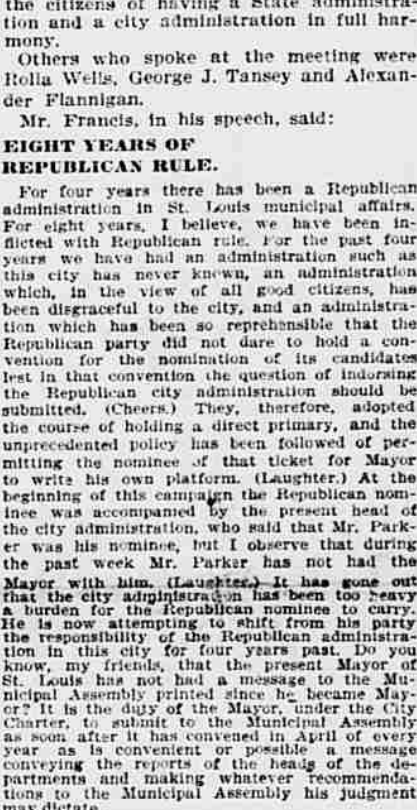 the citizens of having a State administra-
tion and a city administration in full har-
mony.
Others who spoke at the meeting were
Rolla Wells, George J. Tansey and Alexan-
der Flannigan.
Mr. Francis, in his speech, said:
EIGHT YEARS OF
REPUBLICAN RULE.
For four years there has been a Republican
administration in St. Louis municipal affairs.
For eight years, I believe, we have been in-
flicted with Republican rule. For the past four
years we have had an administration such as
this city has never known, an administration
which, in the view of all good citizens, has
been disgraceful to the city, and an administra-
tion which has been so reprehensible that the
Republican party did not dare to hold a con-
vention for the nomination of its candidates
lest in that convention the question of indorsing
the Republican city administration should be
submitted. (Cheers.) They, therefore, adopted
the course of holding a direct primary, and the
unprecedented policy has been followed of per-
mitting the nominee of that ticket for Mayor
to write his own platform. (Laughter.) At the
beginning of this campaign the Republican nom-
inee was accompanied by the present head of
the city administration, who said that Mr. Park-
er was his nominee, but I observe that during
the past week Mr. Parker has not had the
Mayor with him. (Laughter.) It has gone out
that the city administration has been too heavy
a burden for the Republican nominee to carry.
He is now attempting to shift from his party
the responsibility of the Republican administra-
tion in this city for four years past. Do you
know, my friends, that the present Mayor of
St. Louis has not had a message to the Mu-
nicipal Assembly printed since he became May-
or? It is the duty of the Mayor, under the City
Charter, to submit to the Municipal Assembly
as soon after it has convened in April of every
year as is convenient or possible a message
conveying the reports of the heads of the de-
partments and making whatever recommenda-
tions to the Municipal Assembly his judgment
may dictate.